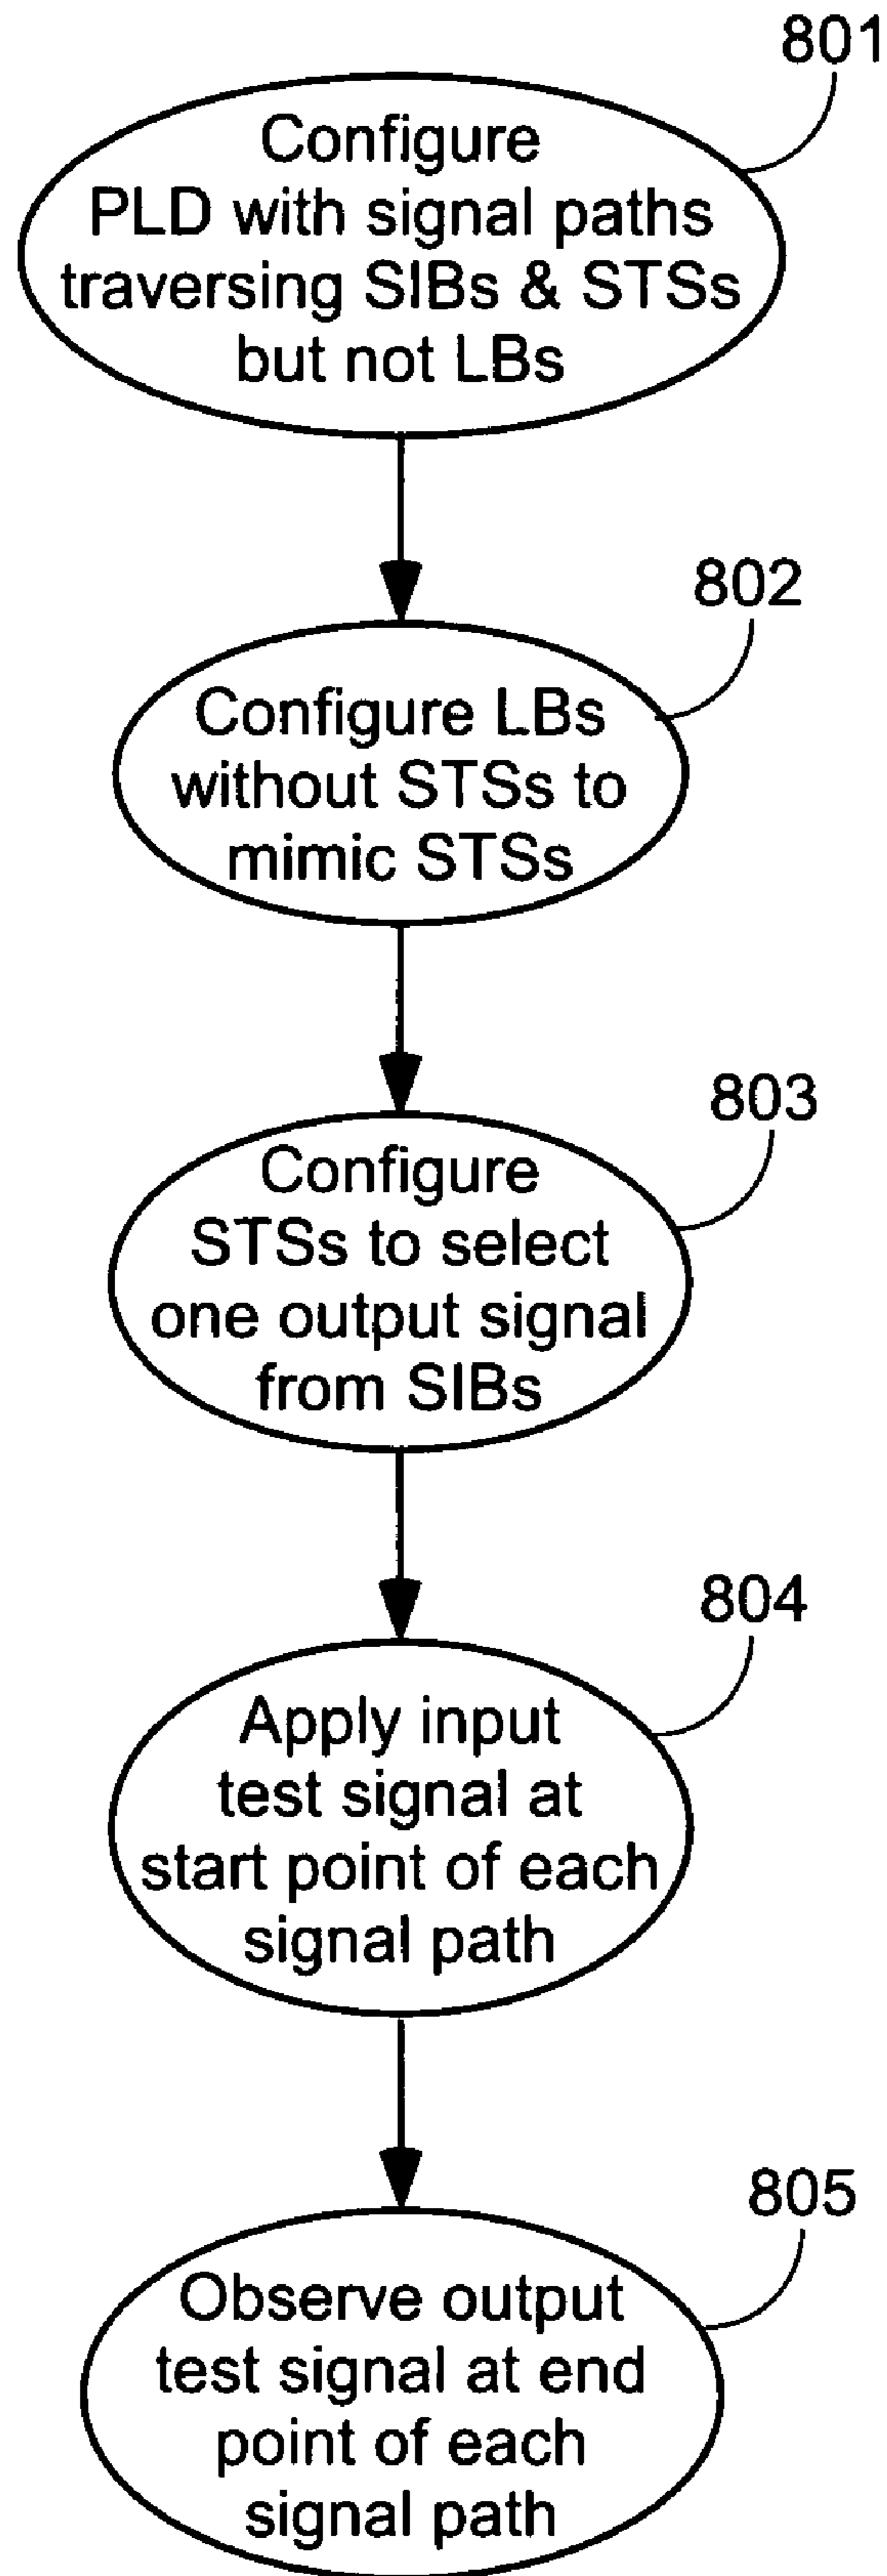 801
Configure
PLD with signal paths
traversing SIBs & STSs
but not LBs
802
Configure LBs
without STSs to
mimic STSs
803
Configure
STSs to select
one output signal
from SIBs
804
Apply input
test signal at
start point of each
signal path
805
Observe output
test signal at end
point of each
signal path